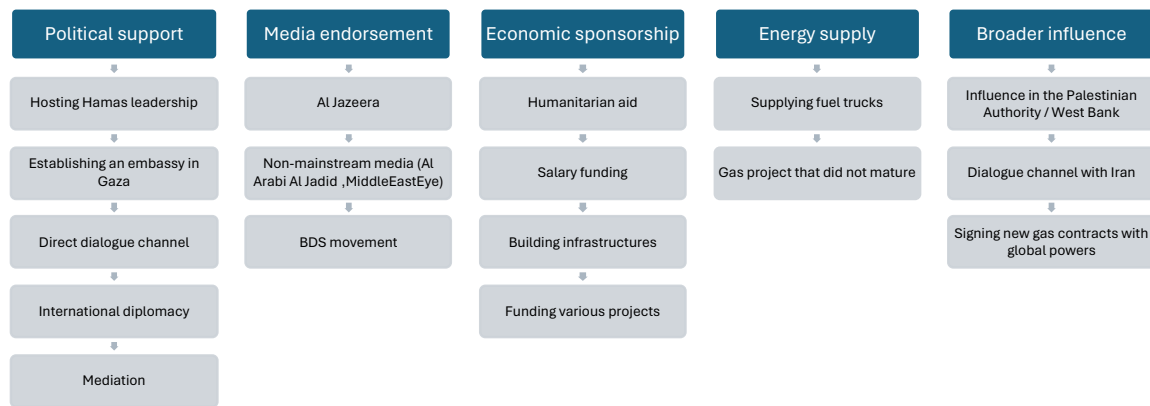 Political support
Hosting Hamas leadership
Establishing an embassy in
Gaza
Direct dialogue channel
International diplomacy
Mediation
Media endorsement
Al Jazeera
Non-mainstream media (Al
Arabi Al Jadid ,MiddleEastEye)
BDS movement
Economic sponsorship
Humanitarian aid
Salary funding
Building infrastructures
Funding various projects
Energy supply
Supplying fuel trucks
Gas project that did not mature
Broader influence
Influence in the Palestinian
Authority / West Bank
Dialogue channel with Iran
Signing new gas contracts with
global powers